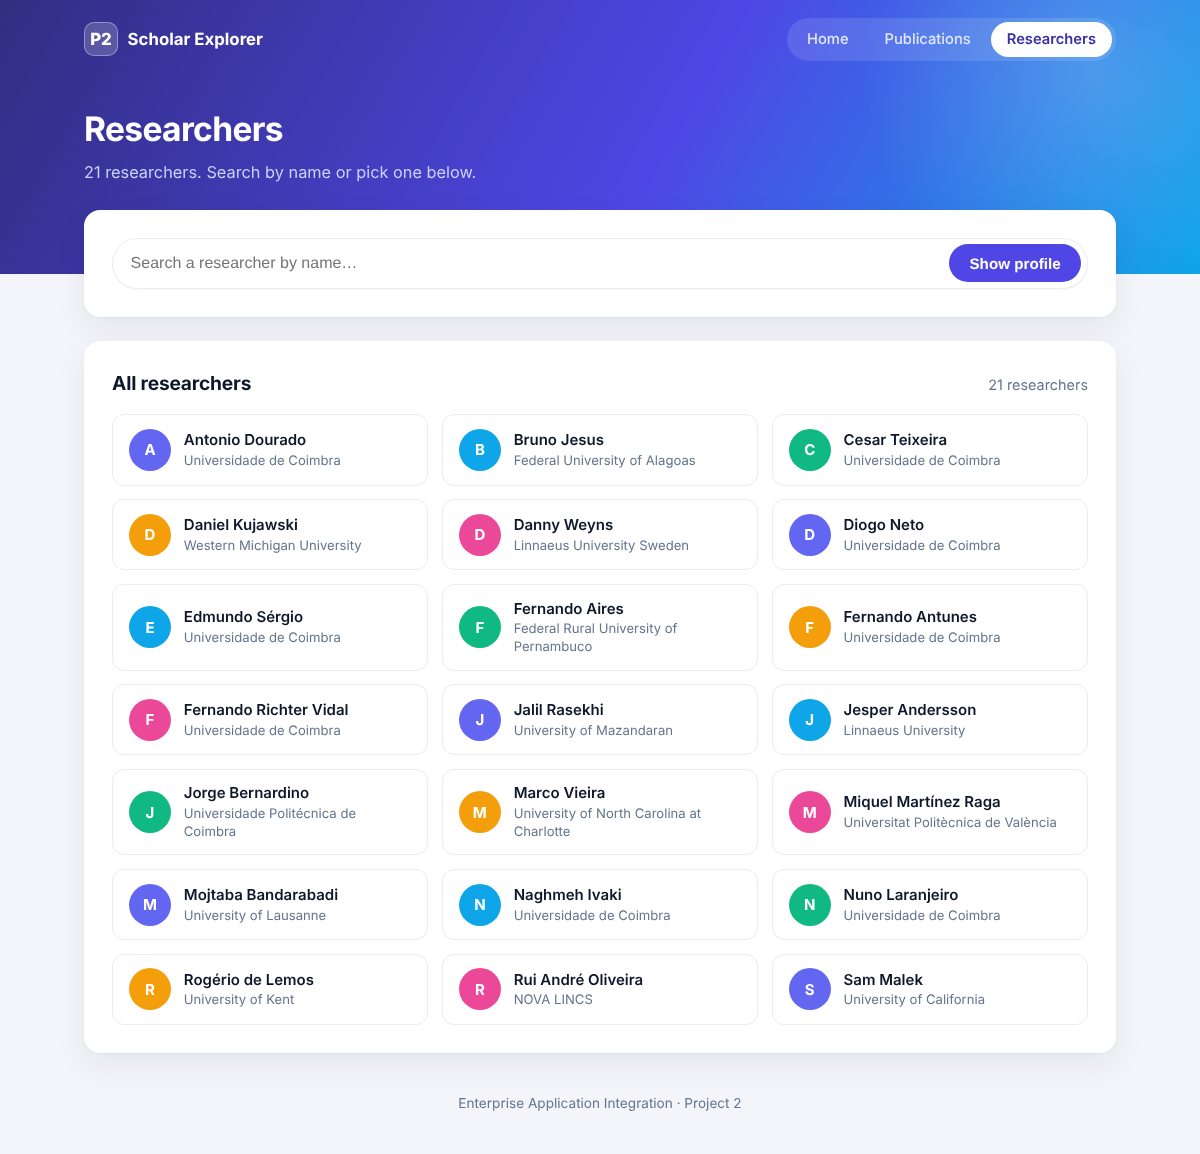 P2 Scholar Explorer
Home Publications Researchers
Researchers
21 researchers. Search by name or pick one below.
Search a researcher by name…
Show profile
All researchers
21 researchers
A
Antonio Dourado
Universidade de Coimbra
B
Bruno Jesus
Federal University of Alagoas
C
Cesar Teixeira
Universidade de Coimbra
D
Daniel Kujawski
Western Michigan University
D
Danny Weyns
Linnaeus University Sweden
D
Diogo Neto
Universidade de Coimbra
E
Edmundo Sérgio
Universidade de Coimbra
F
Fernando Aires
Federal Rural University of
Pernambuco
F
Fernando Antunes
Universidade de Coimbra
F
Fernando Richter Vidal
Universidade de Coimbra
J
Jalil Rasekhi
University of Mazandaran
J
Jesper Andersson
Linnaeus University
J
Jorge Bernardino
Universidade Politécnica de
Coimbra
M
Marco Vieira
University of North Carolina at
Charlotte
M
Miquel Martínez Raga
Universitat Politècnica de València
M
Mojtaba Bandarabadi
University of Lausanne
N
Naghmeh Ivaki
Universidade de Coimbra
N
Nuno Laranjeiro
Universidade de Coimbra
R
Rogério de Lemos
University of Kent
R
Rui André Oliveira
NOVA LINCS
S
Sam Malek
University of California
Enterprise Application Integration · Project 2